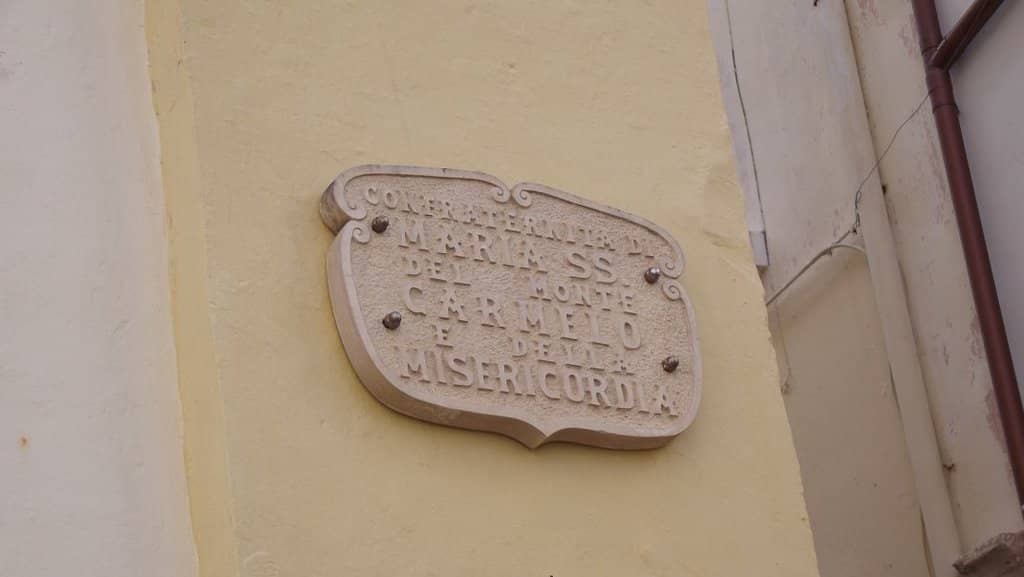 CONFRATERNITA DI
MARIA SS
DEL MONTE
CARMELO
E DELLA
MISERICORDIA